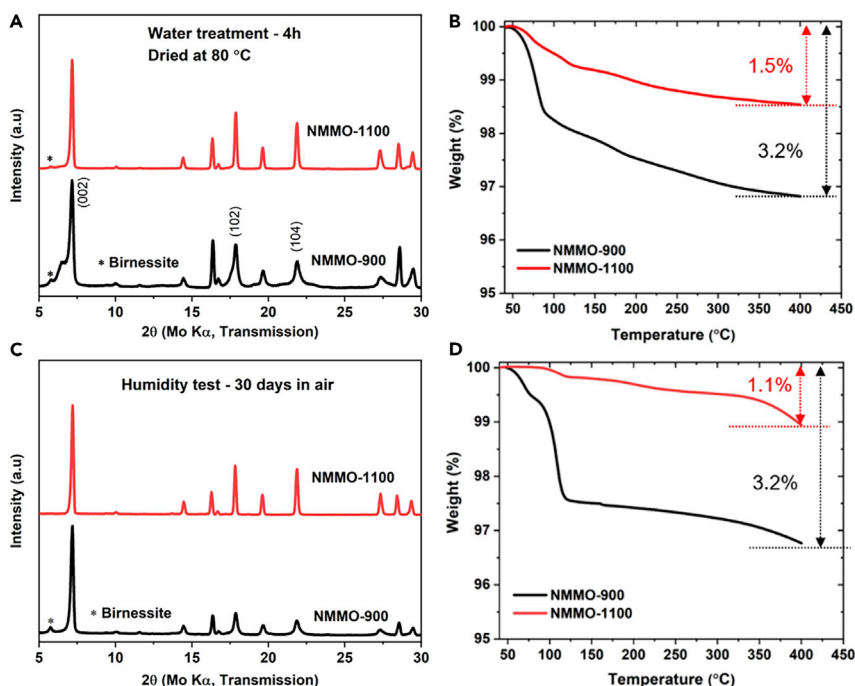 A
Water treatment - 4h
Dried at 80 °C
NMMO-1100
*
(002)
(102)
(104)
* Birnessite
NMMO-900
*
Intensity (a.u)
5 10 15 20 25 30
2θ (Mo Kα, Transmission)
B
100
99
98
97
96
95
1.5%
3.2%
NMMO-900
NMMO-1100
Weight (%)
50 100 150 200 250 300 350 400 450
Temperature (°C)
C
Humidity test - 30 days in air
NMMO-1100
* Birnessite
NMMO-900
*
Intensity (a.u)
5 10 15 20 25 30
2θ (Mo Kα, Transmission)
D
100
99
98
97
96
95
1.1%
3.2%
NMMO-900
NMMO-1100
Weight (%)
50 100 150 200 250 300 350 400 450
Temperature (°C)